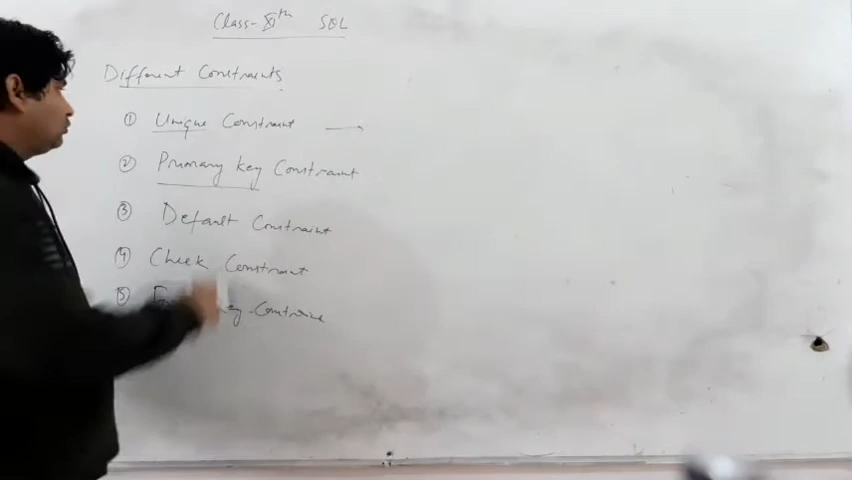 Class-XIth SQL
Different Constraints
① Unique Constraint →
② Primary Key Constraint
③ Default Constraint
④ Check Constraint
⑤ Key Constraint